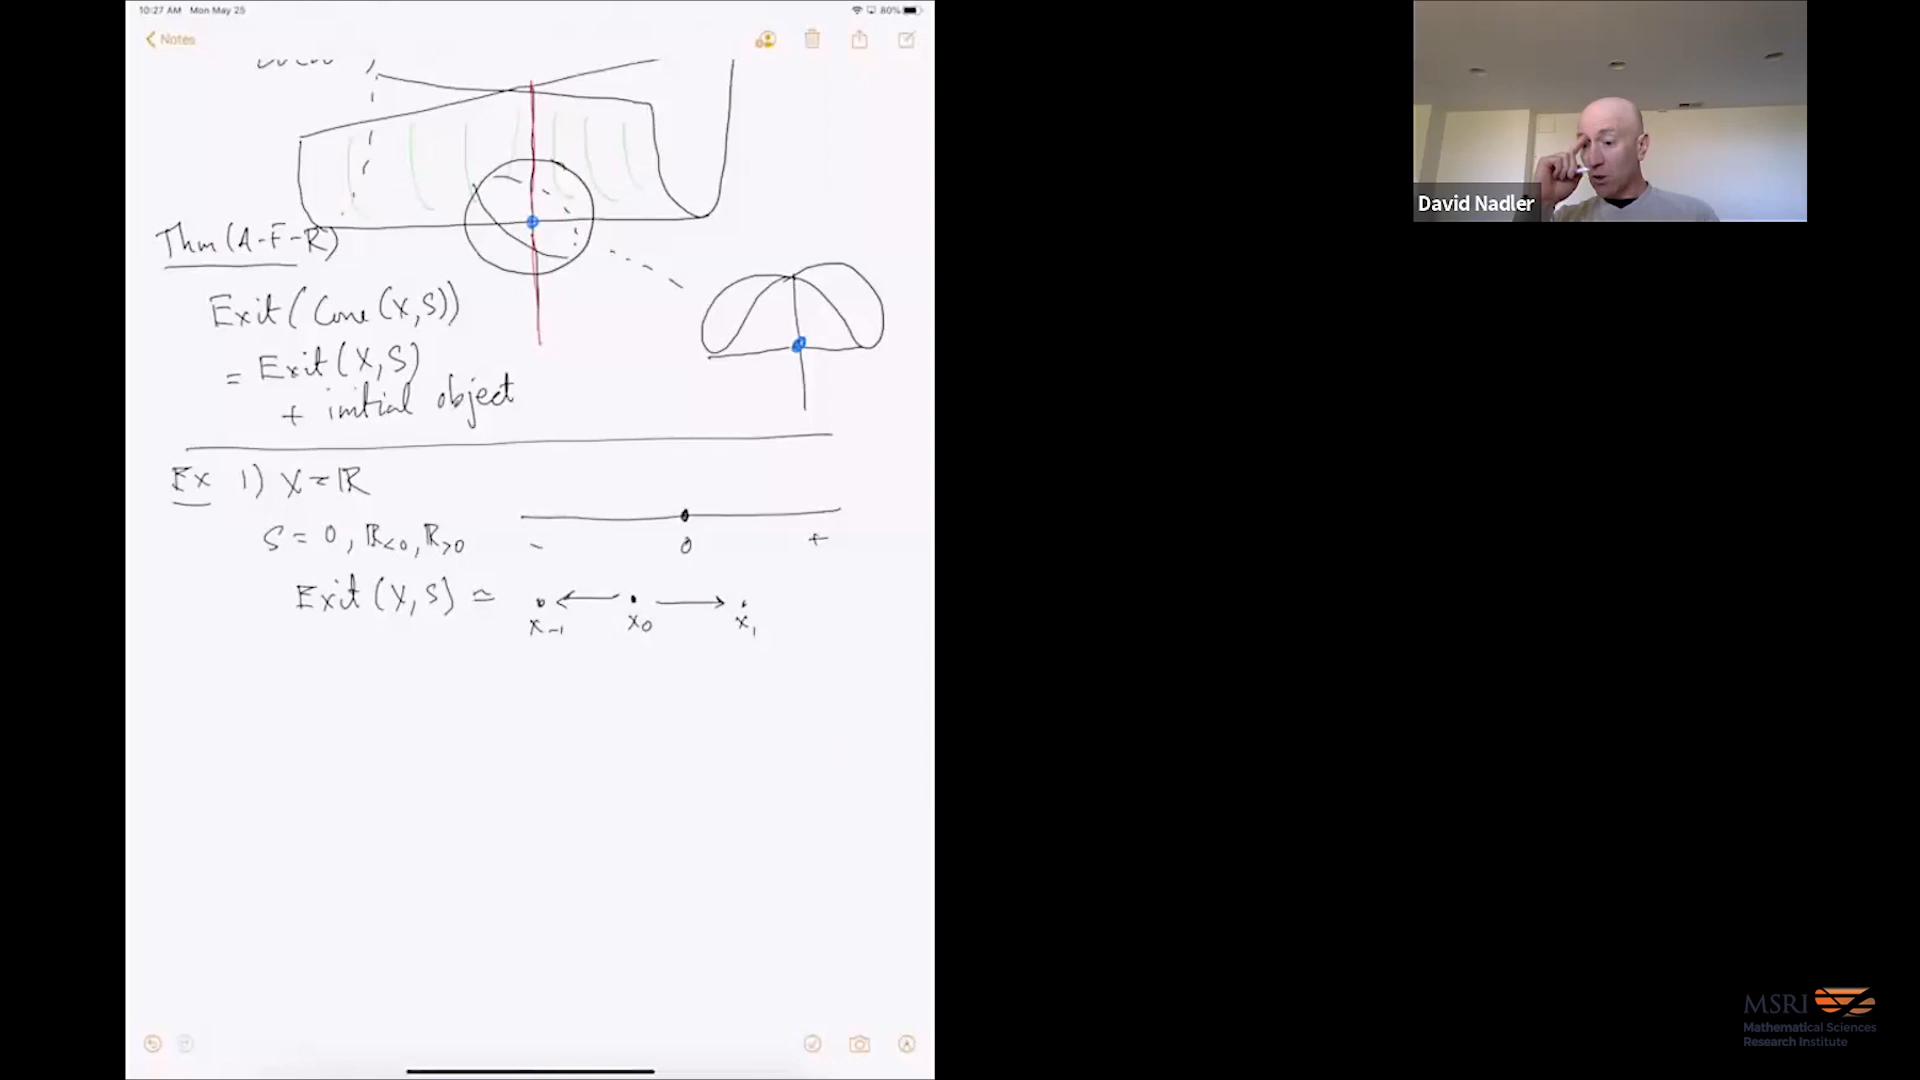 10:27 AM Mon May 25
80%
Notes
Thm (A-F-R)
Exit (Cone (X, S))
= Exit (X, S)
+ initial object
Ex 1) X = ℝ
S = 0, ℝ<0, ℝ>0
- 0 +
Exit (X, S) ≃ ← →
x₋₁ x₀ x₁
David Nadler
MSRI
Mathematical Sciences
Research Institute